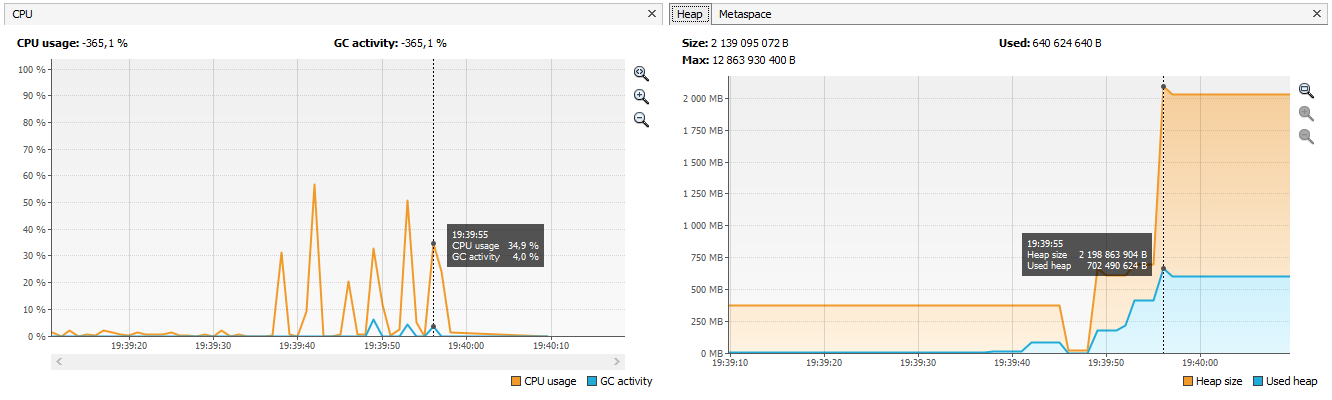 CPU
CPU usage: -365,1 %
GC activity: -365,1 %
100 %
90 %
80 %
70 %
60 %
50 %
40 %
30 %
20 %
10 %
0 %
19:39:55
CPU usage 34,9 %
GC activity 4,0 %
19:39:20
19:39:30
19:39:40
19:39:50
19:40:00
19:40:10
CPU usage
GC activity
Heap
Metaspace
Size: 2 139 095 072 B
Used: 640 624 640 B
Max: 12 863 930 400 B
2 000 MB
1 750 MB
1 500 MB
1 250 MB
1 000 MB
750 MB
500 MB
250 MB
0 MB
19:39:55
Heap size 2 198 863 904 B
Used heap 702 490 624 B
19:39:10
19:39:20
19:39:30
19:39:40
19:39:50
19:40:00
Heap size
Used heap